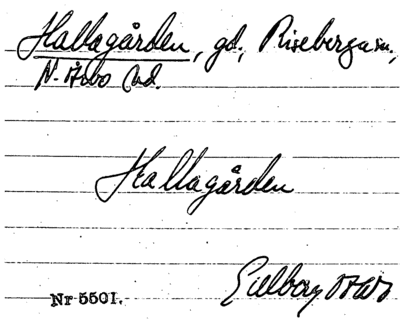 Hallagården, gd., Riseberga sn,
N. Åsbo hd.
Hallagården
Nr 5501.